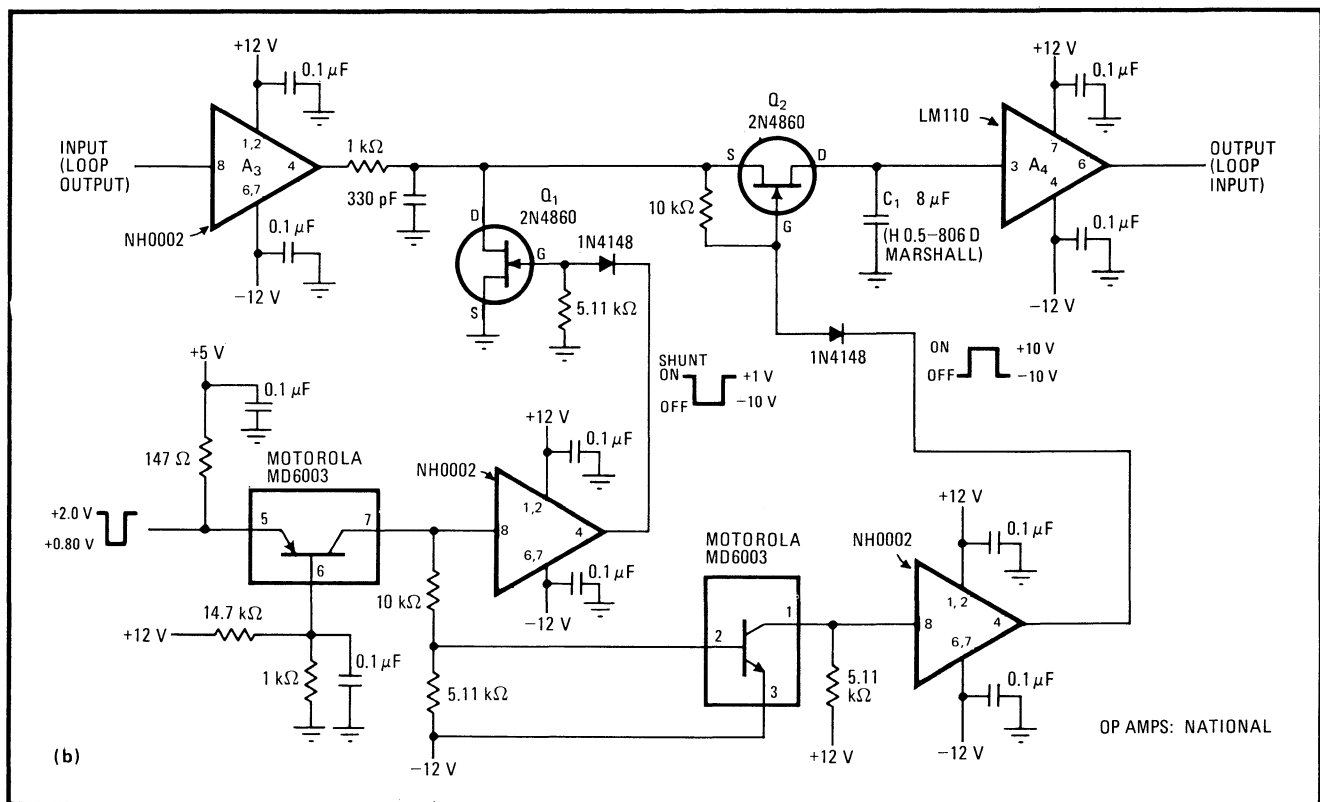 +12 V
0.1 µF
INPUT
(LOOP
OUTPUT)
8
1,2
A3
4
6,7
0.1 µF
NH0002
−12 V
1 kΩ
330 pF
Q1
2N4860
D
G
S
1N4148
5.11 kΩ
Q2
2N4860
S
D
G
10 kΩ
C1 8 µF
(H 0.5–806 D
MARSHALL)
1N4148
LM110
+12 V
0.1 µF
3
7
A4
6
4
0.1 µF
−12 V
OUTPUT
(LOOP
INPUT)
SHUNT
ON
+1 V
OFF
−10 V
ON
+10 V
OFF
−10 V
+5 V
0.1 µF
147 Ω
MOTOROLA
MD6003
+2.0 V
+0.80 V
5
7
6
14.7 kΩ
+12 V
1 kΩ
0.1 µF
NH0002
+12 V
0.1 µF
8
1,2
4
6,7
0.1 µF
−12 V
10 kΩ
5.11 kΩ
−12 V
MOTOROLA
MD6003
2
1
3
5.11
kΩ
+12 V
NH0002
+12 V
0.1 µF
8
1, 2
4
6,7
0.1 µF
−12 V
OP AMPS: NATIONAL
(b)